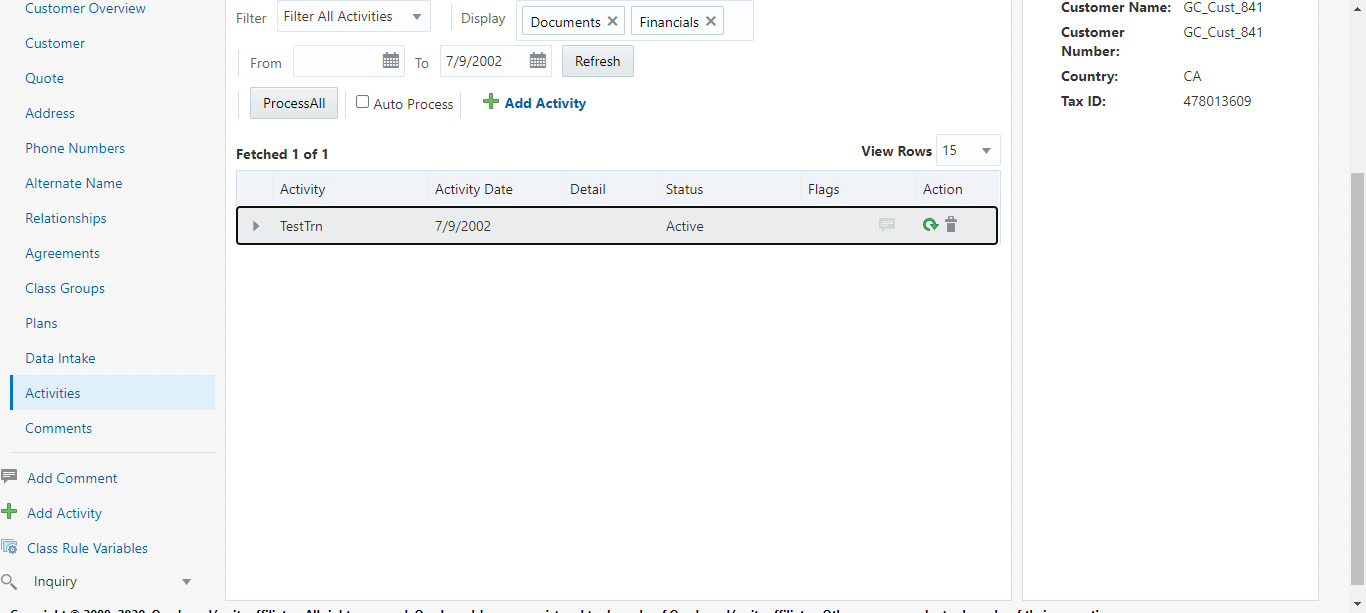 Customer Overview
Customer
Quote
Address
Phone Numbers
Alternate Name
Relationships
Agreements
Class Groups
Plans
Data Intake
Activities
Comments
Add Comment
Add Activity
Class Rule Variables
Inquiry
Filter Filter All Activities Display Documents Financials
From To 7/9/2002 Refresh
ProcessAll Auto Process Add Activity
Fetched 1 of 1 View Rows 15
Activity Activity Date Detail Status Flags Action
TestTrn 7/9/2002 Active
Customer Name: GC_Cust_841
Customer Number: GC_Cust_841
Country: CA
Tax ID: 478013609